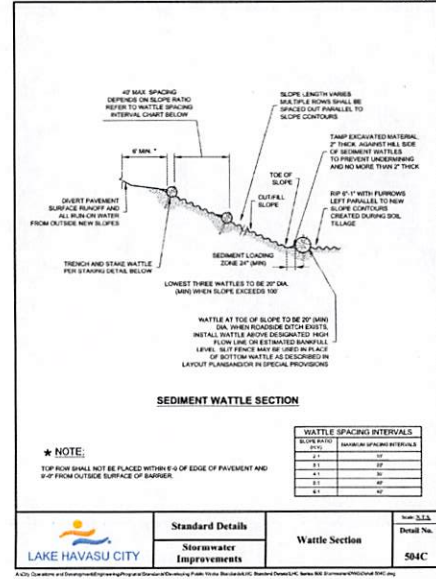 40' MAX. SPACING
DEPENDS ON SLOPE RATIO
REFER TO WATTLE SPACING
INTERVAL CHART BELOW
SLOPE LENGTH VARIES
MULTIPLE ROWS SHALL BE
SPACED OUT PARALLEL TO
SLOPE CONTOURS
6' MIN. *
TAMP EXCAVATED MATERIAL
2" THICK AGAINST HILL SIDE
OF SEDIMENT WATTLES
TO PREVENT UNDERMINING
AND NO MORE THAN 2" THICK
TOE OF
SLOPE
CUT/FILL
SLOPE
DIVERT PAVEMENT
SURFACE RUNOFF AND
ALL RUN-ON WATER
FROM OUTSIDE NEW SLOPES
RIP 6"-1" WITH FURROWS
LEFT PARALLEL TO NEW
SLOPE CONTOURS
CREATED DURING SOIL
TILLAGE
TRENCH AND STAKE WATTLE
PER STAKING DETAIL BELOW
SEDIMENT LOADING
ZONE 24" (MIN)
LOWEST THREE WATTLES TO BE 20" DIA.
(MIN) WHEN SLOPE EXCEEDS 100'
WATTLE AT TOE OF SLOPE TO BE 20" (MIN)
DIA. WHEN ROADSIDE DITCH EXISTS,
INSTALL WATTLE ABOVE DESIGNATED HIGH
FLOW LINE OR ESTIMATED BANKFULL
LEVEL. SLIT FENCE MAY BE USED IN PLACE
OF BOTTOM WATTLE AS DESCRIBED IN
LAYOUT PLANSAND/OR IN SPECIAL PROVISIONS
SEDIMENT WATTLE SECTION
★ NOTE:
TOP ROW SHALL NOT BE PLACED WITHIN 6'-0 OF EDGE OF PAVEMENT AND
FROM OUTSIDE SURFACE OF BARRIER.
WATTLE SPACING INTERVALS
SLOPE RATIO
MAXIMUM SPACING INTERVALS
2:1 10'
3:1 20'
4:1 30'
5:1 40'
6:1
LAKE HAVASU CITY
Standard Details
Stormwater
Improvements
Wattle Section
Scale: N.T.S.
Detail No.
504C